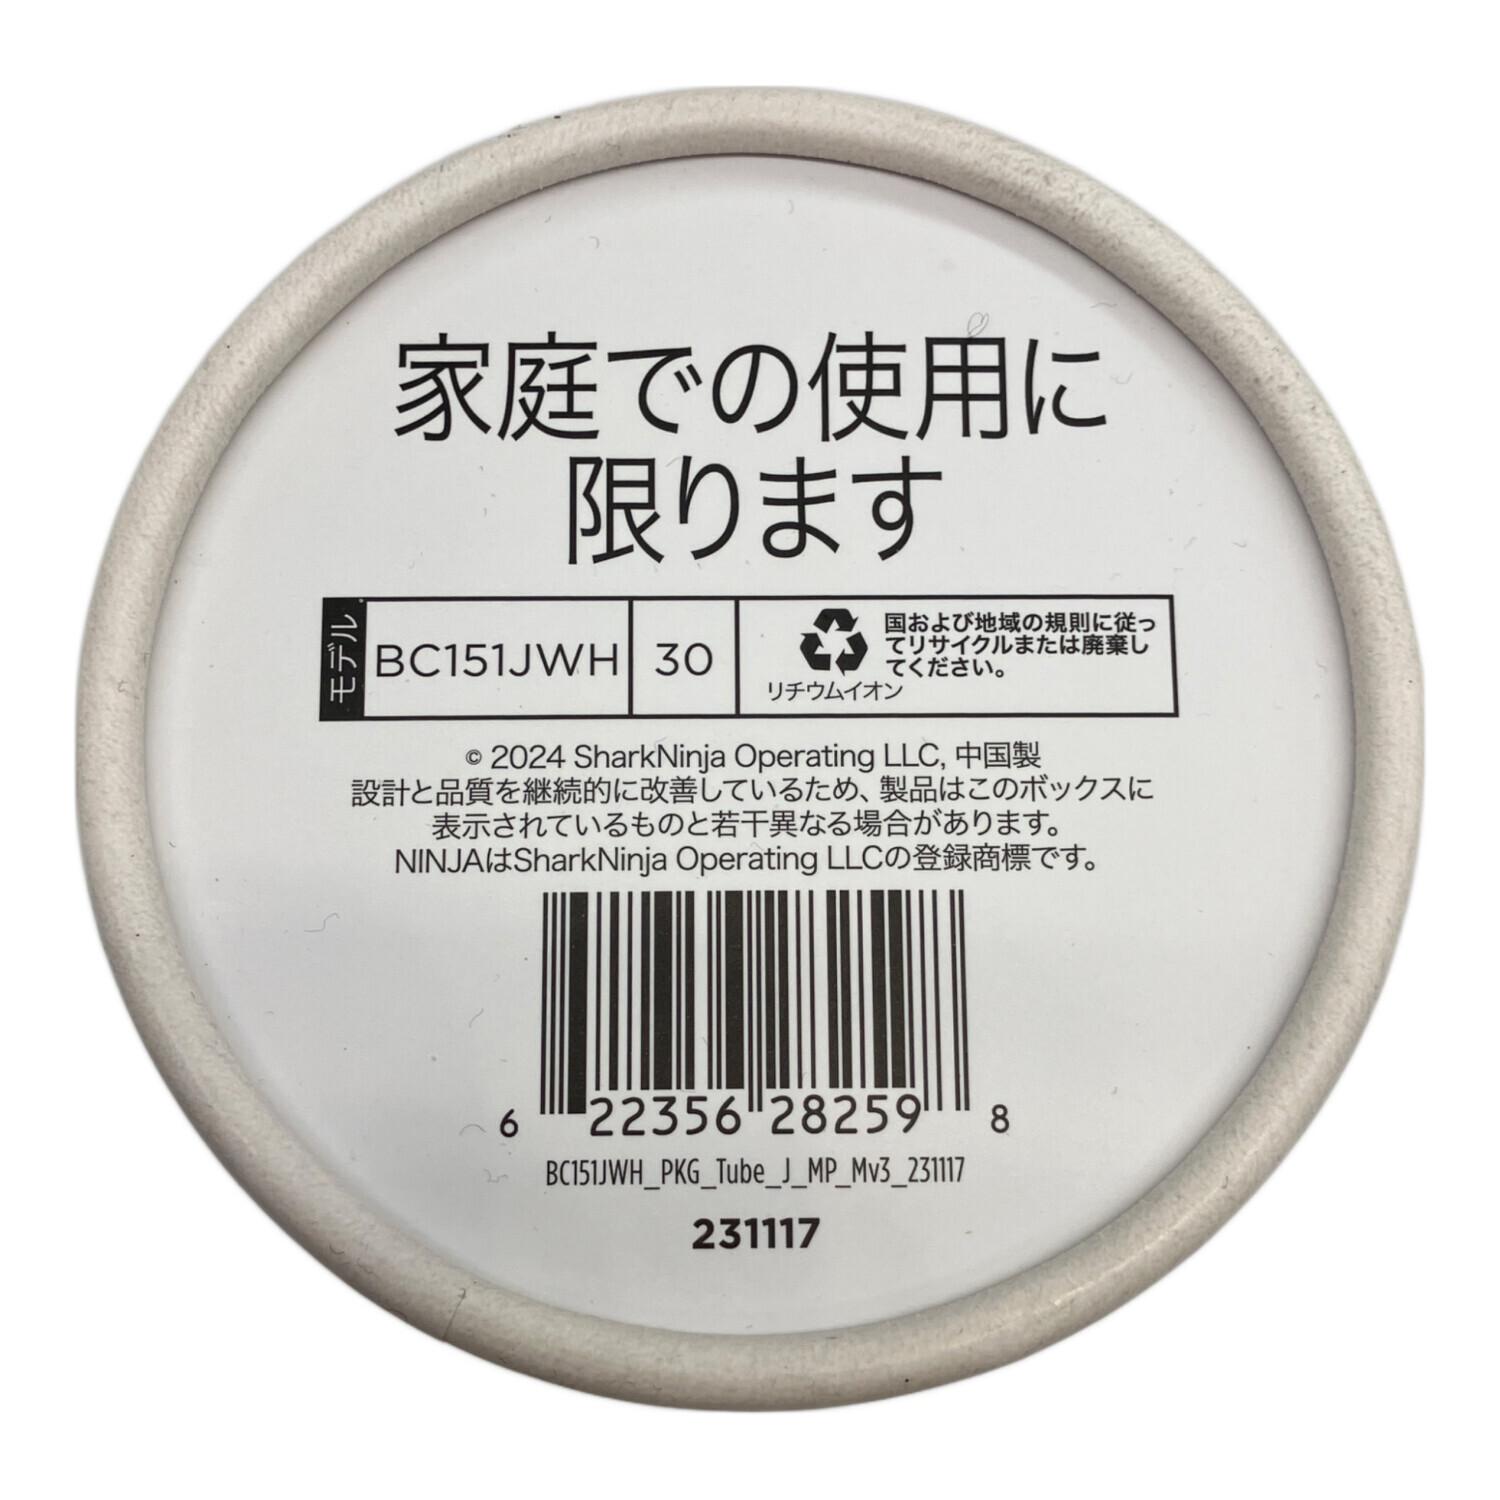 家庭での使用に
限ります
モデル
BC151JWH
30
国および地域の規則に従っ
てリサイクルまたは廃棄し
てください。
リチウムイオン
© 2024 SharkNinja Operating LLC, 中国製
設計と品質を継続的に改善しているため、製品はこのボックスに
表示されているものと若干異なる場合があります。
NINJAはSharkNinja Operating LLCの登録商標です。
6 22356 28259 8
BC151JWH_PKG_Tube_J_MP_Mv3_231117
231117